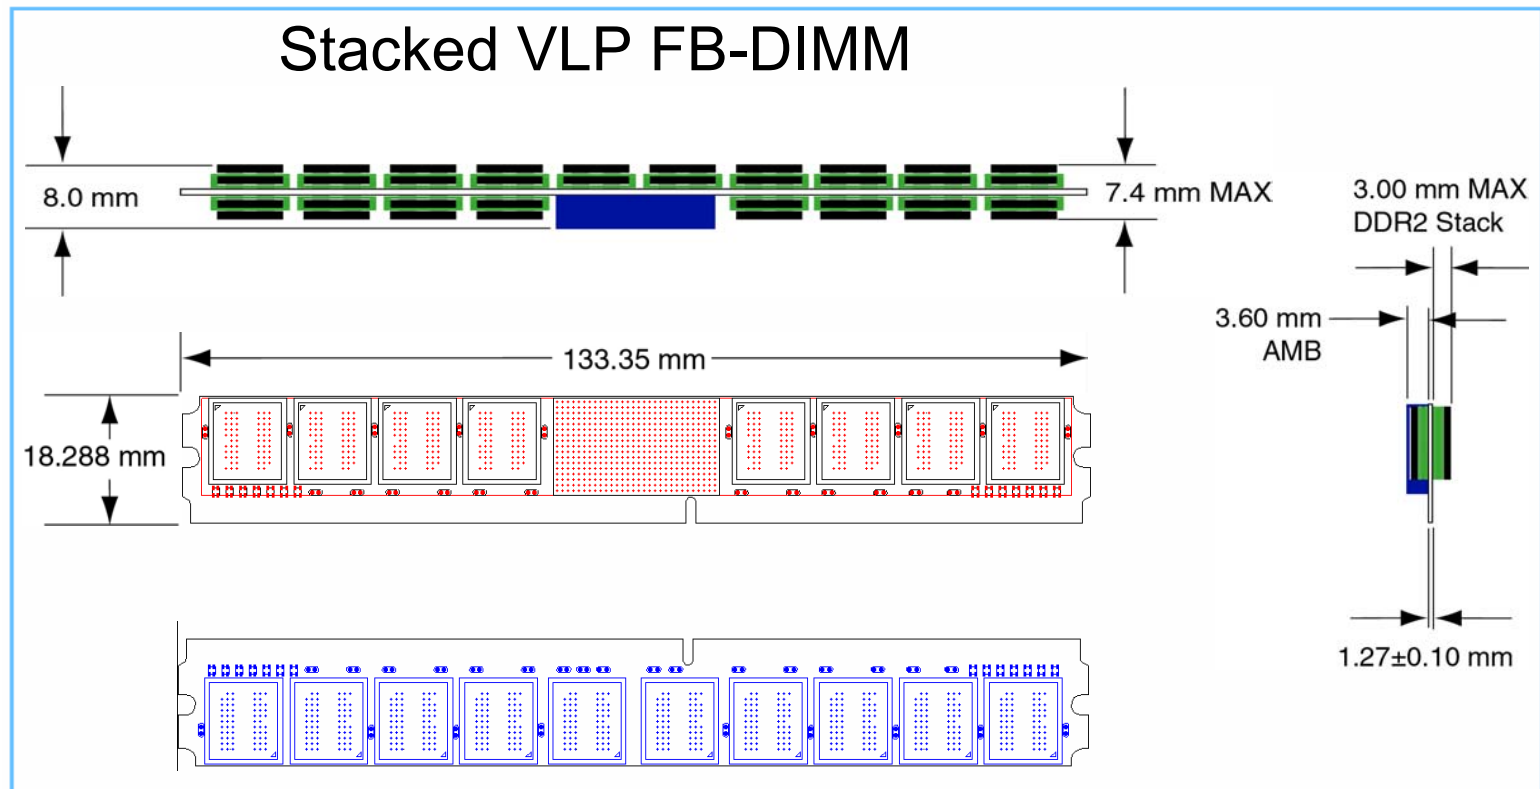 Stacked VLP FB-DIMM
8.0 mm
7.4 mm MAX
3.00 mm MAX
DDR2 Stack
3.60 mm
AMB
133.35 mm
18.288 mm
1.27±0.10 mm